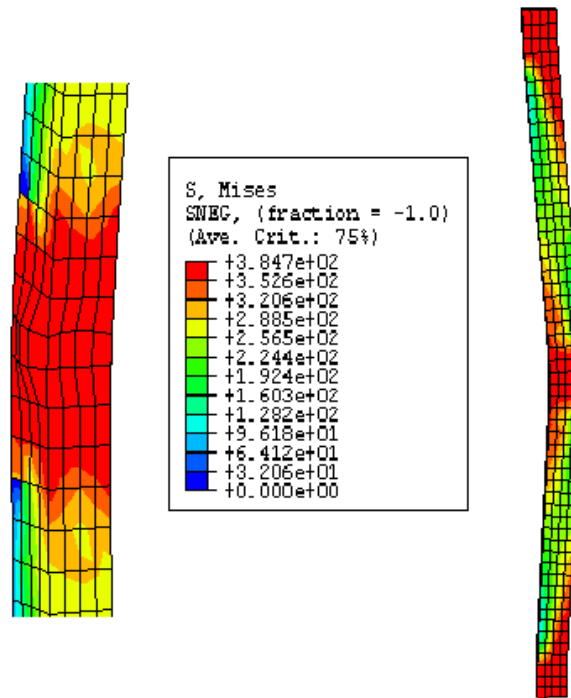 S, Mises
SNEG, (fraction = -1.0)
(Ave. Crit.: 75%)
+3.847e+02
+3.526e+02
+3.206e+02
+2.885e+02
+2.565e+02
+2.244e+02
+1.924e+02
+1.603e+02
+1.282e+02
+9.618e+01
+6.412e+01
+3.206e+01
+0.000e+00